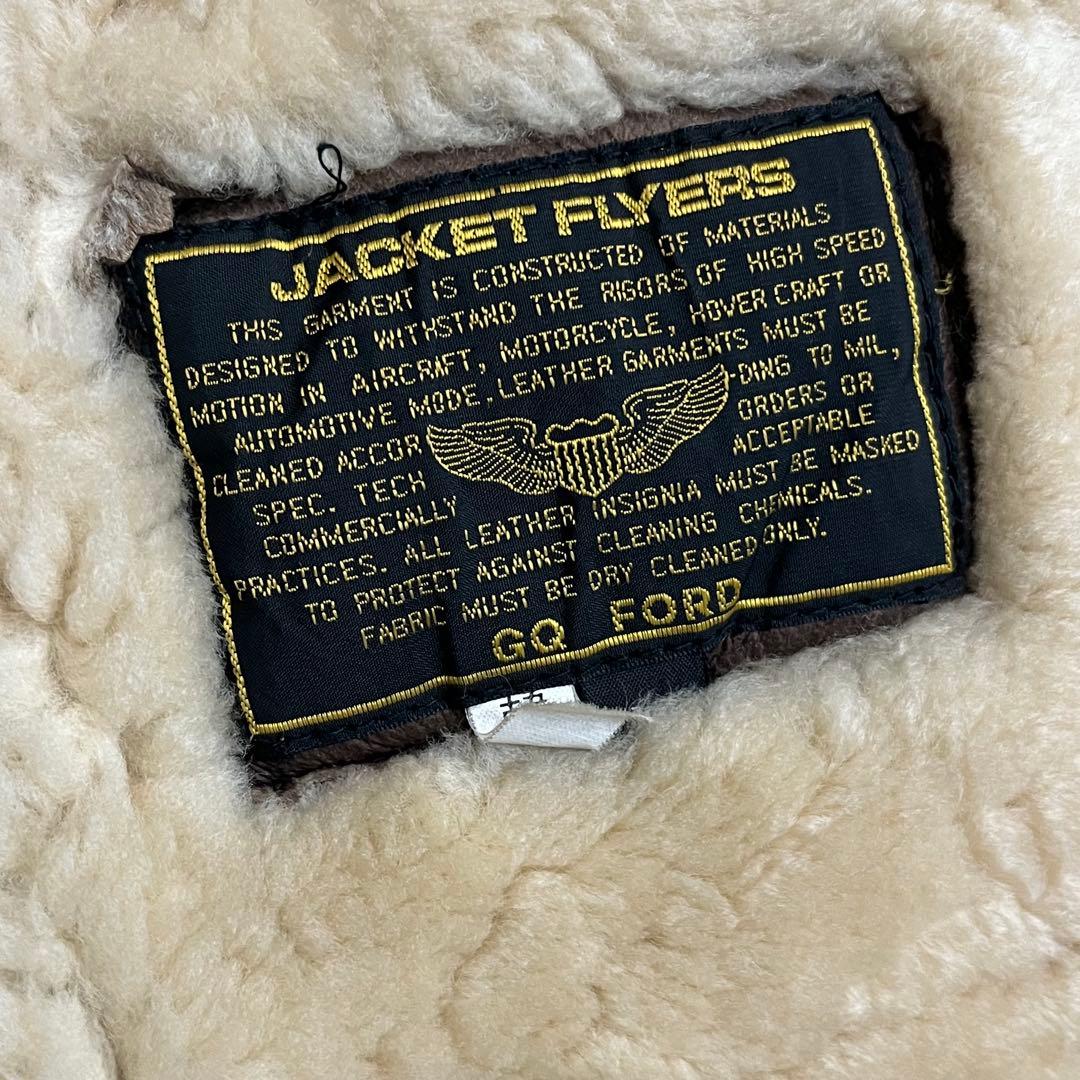 JACKET FLYERS
THIS GARMENT IS CONSTRUCTED OF MATERIALS
DESIGNED TO WITHSTAND THE RIGORS OF HIGH SPEED
MOTION IN AIRCRAFT, MOTORCYCLE, HOVER CRAFT OR
AUTOMOTIVE MODE, LEATHER GARMENTS MUST BE
CLEANED ACCOR -DING TO MIL,
SPEC. TECH ORDERS OR
COMMERCIALLY ACCEPTABLE
PRACTICES. ALL LEATHER INSIGNIA MUST BE MASKED
TO PROTECT AGAINST CLEANING CHEMICALS.
FABRIC MUST BE DRY CLEANED ONLY.
GQ FORD